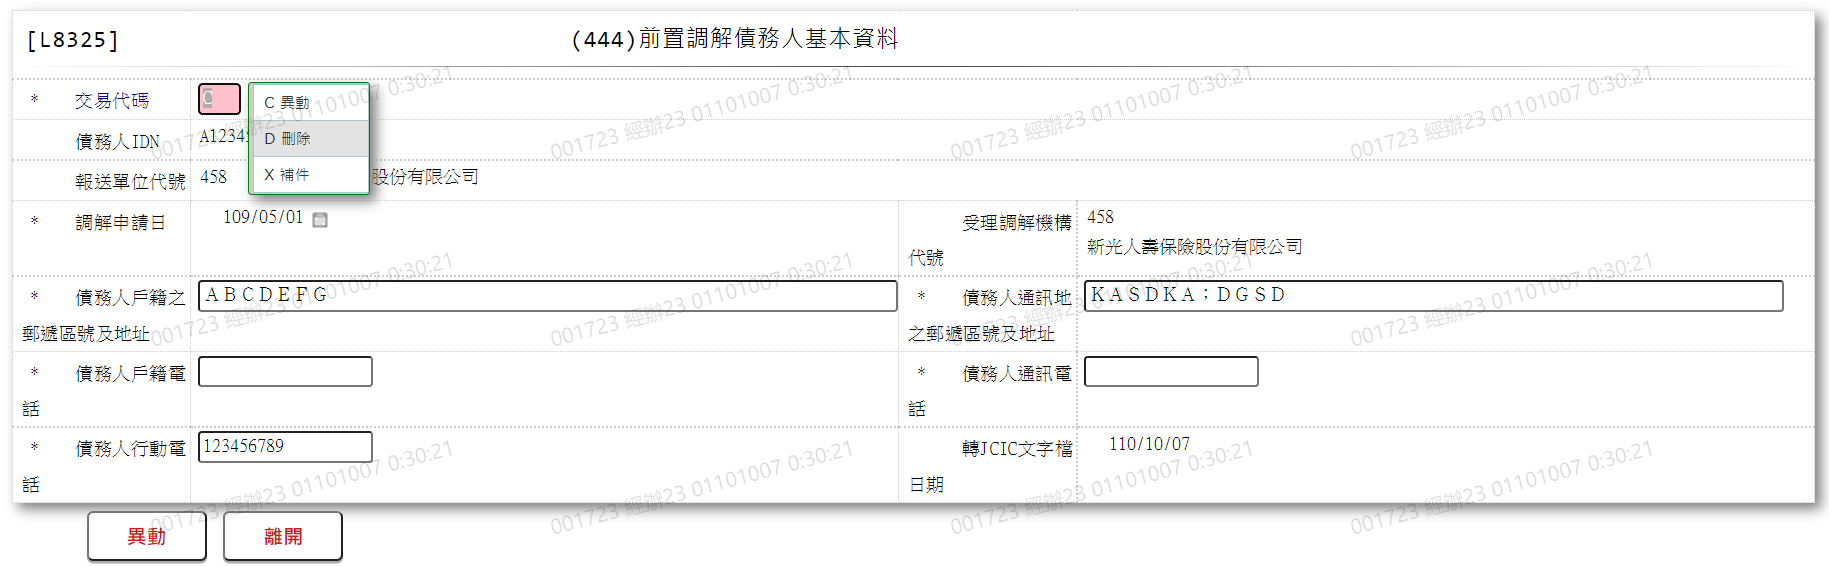 [L8325]
(444)前置調解債務人基本資料
* 交易代碼 C
C 異動
D 刪除
X 補件
債務人IDN A1234
報送單位代號 458 股份有限公司
* 調解申請日 109/05/01
受理調解機構代號 458
新光人壽保險股份有限公司
* 債務人戶籍之郵遞區號及地址 ＡＢＣＤＥＦＧ
* 債務人通訊地之郵遞區號及地址 ＫＡＳＤＫＡ；ＤＧＳＤ
* 債務人戶籍電話
* 債務人通訊電話
* 債務人行動電話 123456789
轉JCIC文字檔日期 110/10/07
異動 離開
001723 經辦23 01101007 0:30:21